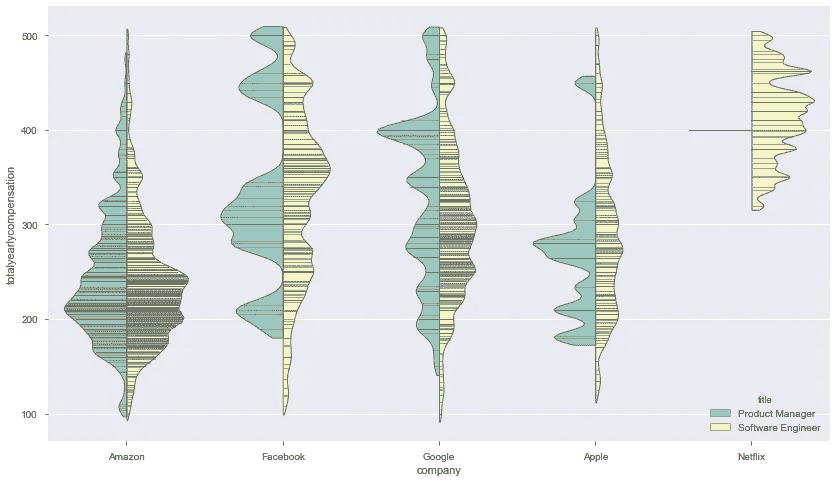 500
400
300
200
100
totalyearlycompensation
Amazon
Facebook
Google
Apple
Netflix
company
title
Product Manager
Software Engineer